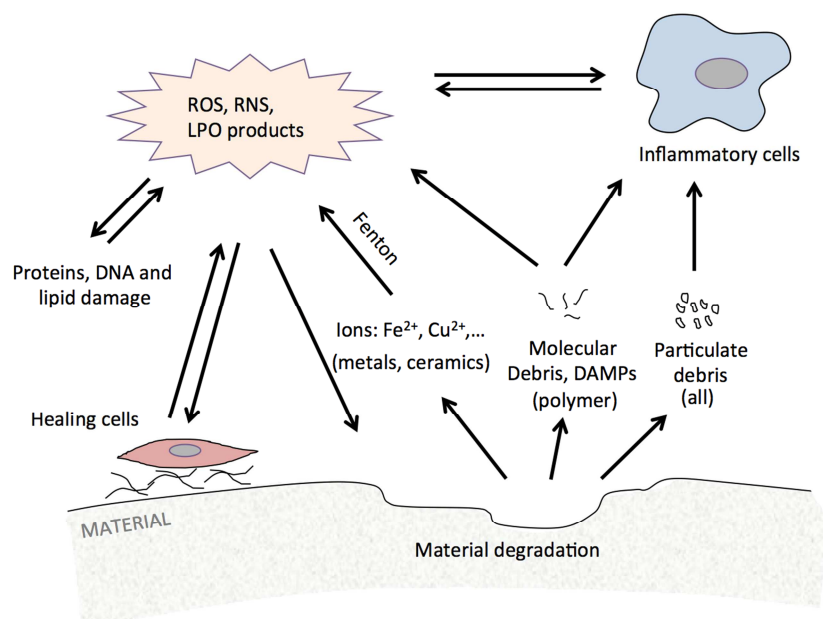 ROS, RNS,
LPO products
Inflammatory cells
Fenton
Proteins, DNA and
lipid damage
Ions: Fe²⁺, Cu²⁺,...
(metals, ceramics)
Molecular
Debris, DAMPs
(polymer)
Particulate
debris
(all)
Healing cells
MATERIAL
Material degradation